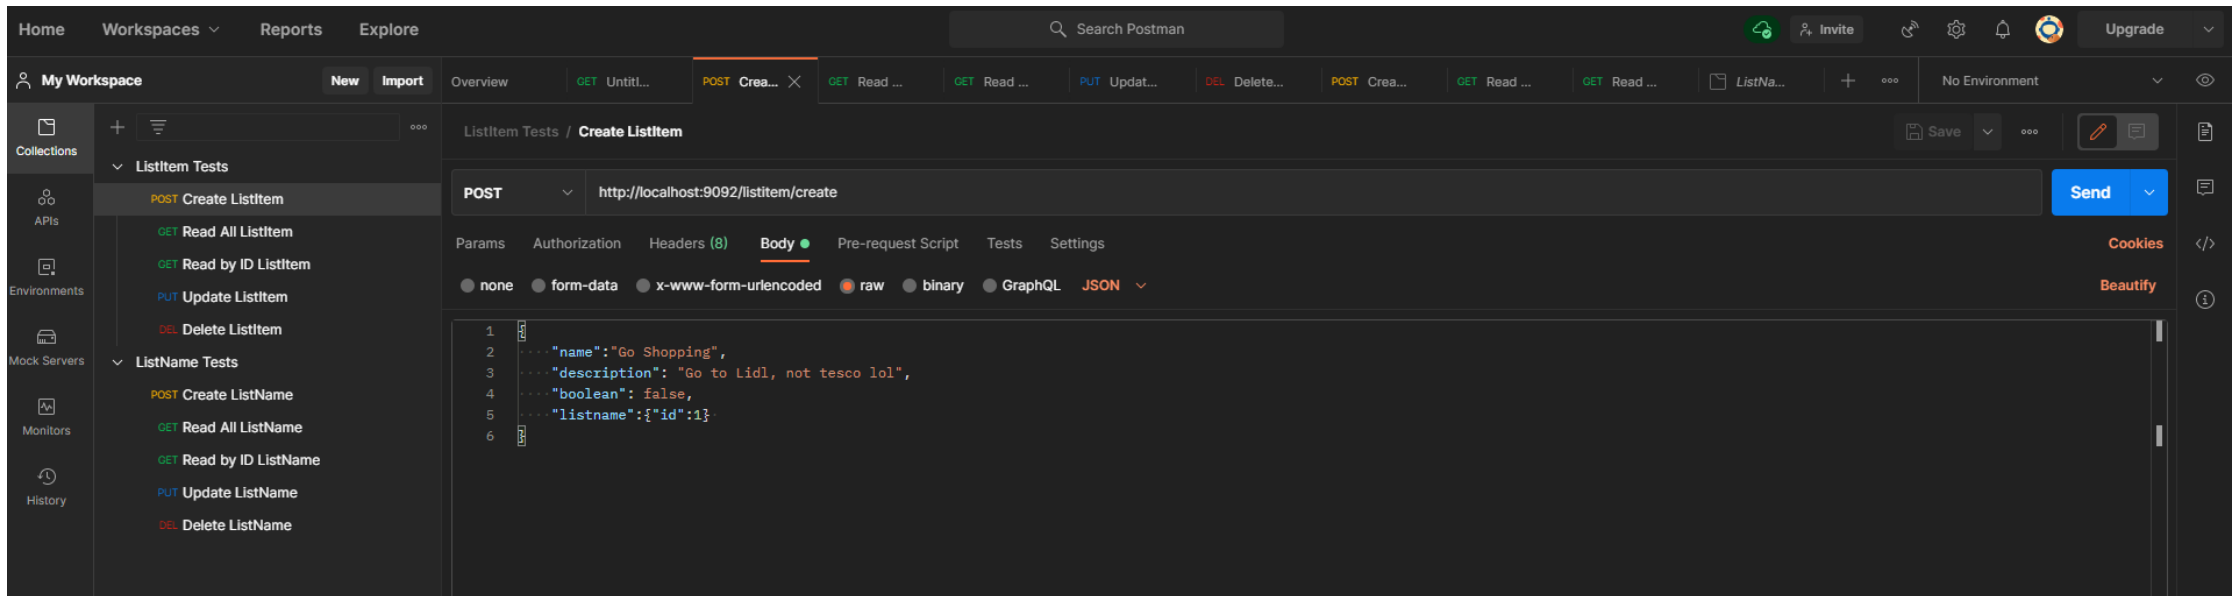 Home Workspaces Reports Explore Search Postman Invite Upgrade
My Workspace New Import Overview GET Untitl... POST Crea... GET Read ... GET Read ... PUT Updat... DEL Delete... POST Crea... GET Read ... GET Read ... ListNa... No Environment
Collections
APIs
Environments
Mock Servers
Monitors
History
ListItem Tests
POST Create ListItem
GET Read All ListItem
GET Read by ID ListItem
PUT Update ListItem
DEL Delete ListItem
ListName Tests
POST Create ListName
GET Read All ListName
GET Read by ID ListName
PUT Update ListName
DEL Delete ListName
ListItem Tests / Create ListItem Save
POST http://localhost:9092/listitem/create Send
Params Authorization Headers (8) Body Pre-request Script Tests Settings Cookies
none form-data x-www-form-urlencoded raw binary GraphQL JSON Beautify
1 {
2 "name":"Go Shopping",
3 "description": "Go to Lidl, not tesco lol",
4 "boolean": false,
5 "listname":{"id":1}
6 }